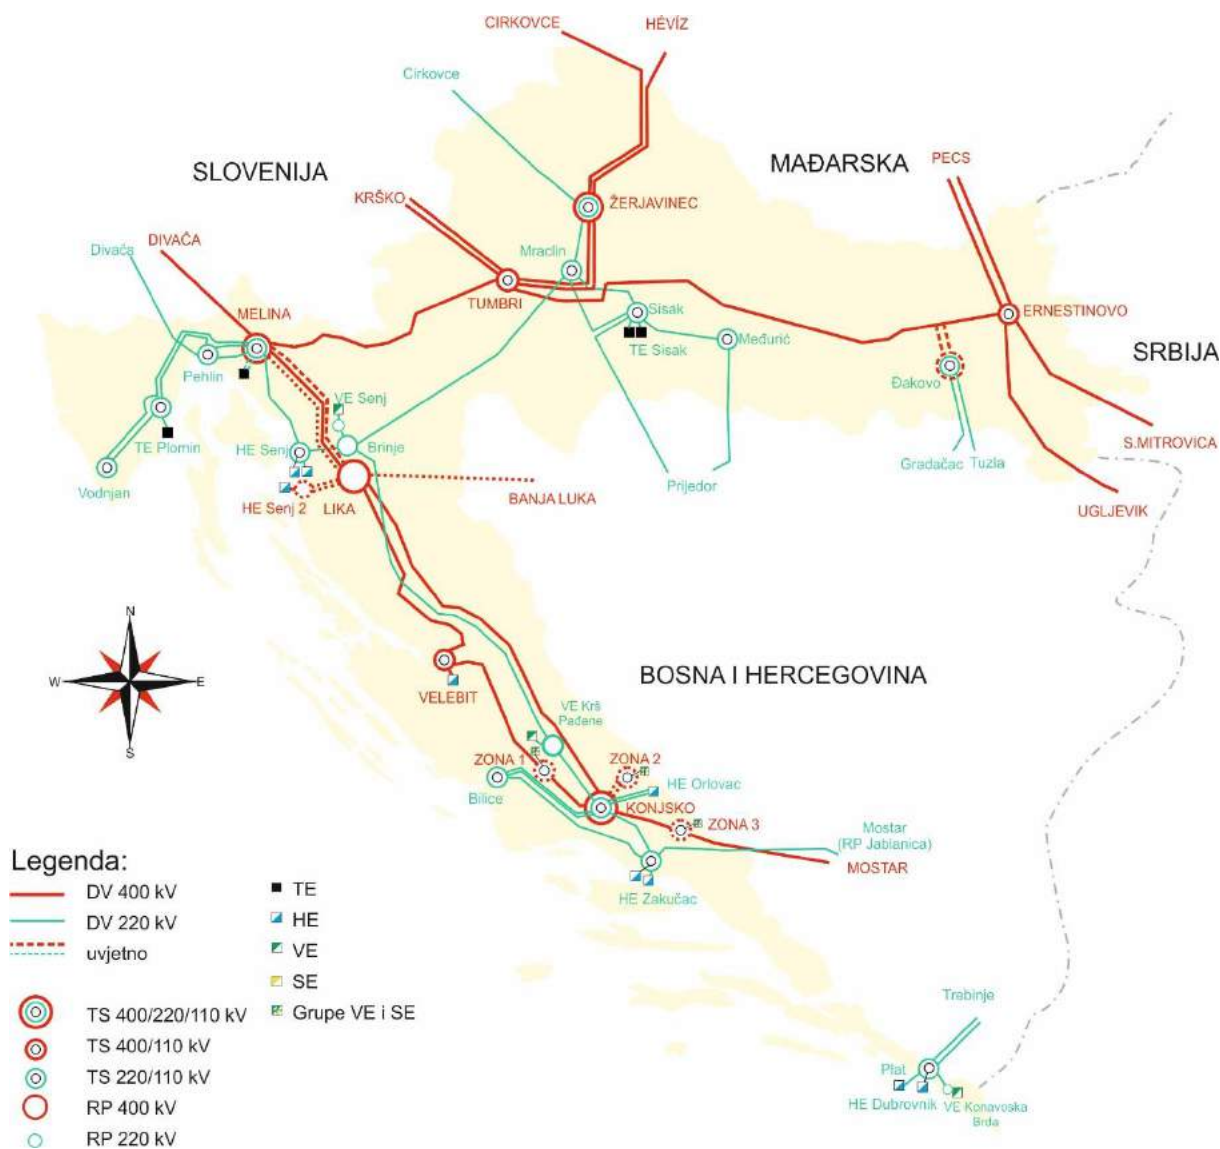 CIRKOVCE
HÉVÍZ
Cirkovce
SLOVENIJA
MAĐARSKA
PECS
KRŠKO
ŽERJAVINEC
Divača
DIVAČA
Mraclin
MELINA
TUMBRI
Sisak
ERNESTINOVO
TE Sisak
Međurić
SRBIJA
Pehlin
Đakovo
VE Senj
TE Plomin
HE Senj
Brinje
S.MITROVICA
Gradačac
Tuzla
Vodnjan
Prijedor
HE Senj 2
LIKA
BANJA LUKA
UGLJEVIK
N
W
E
S
BOSNA I HERCEGOVINA
VELEBIT
VE Krš
Pađene
ZONA 1
ZONA 2
HE Orlovac
Bilice
KONJSKO
ZONA 3
Mostar
(RP Jablanica)
MOSTAR
HE Zakučac
Legenda:
DV 400 kV
DV 220 kV
uvjetno
TS 400/220/110 kV
TS 400/110 kV
TS 220/110 kV
RP 400 kV
RP 220 kV
TE
HE
VE
SE
Grupe VE i SE
Trebinje
Plat
HE Dubrovnik
VE Konavoska
Brda